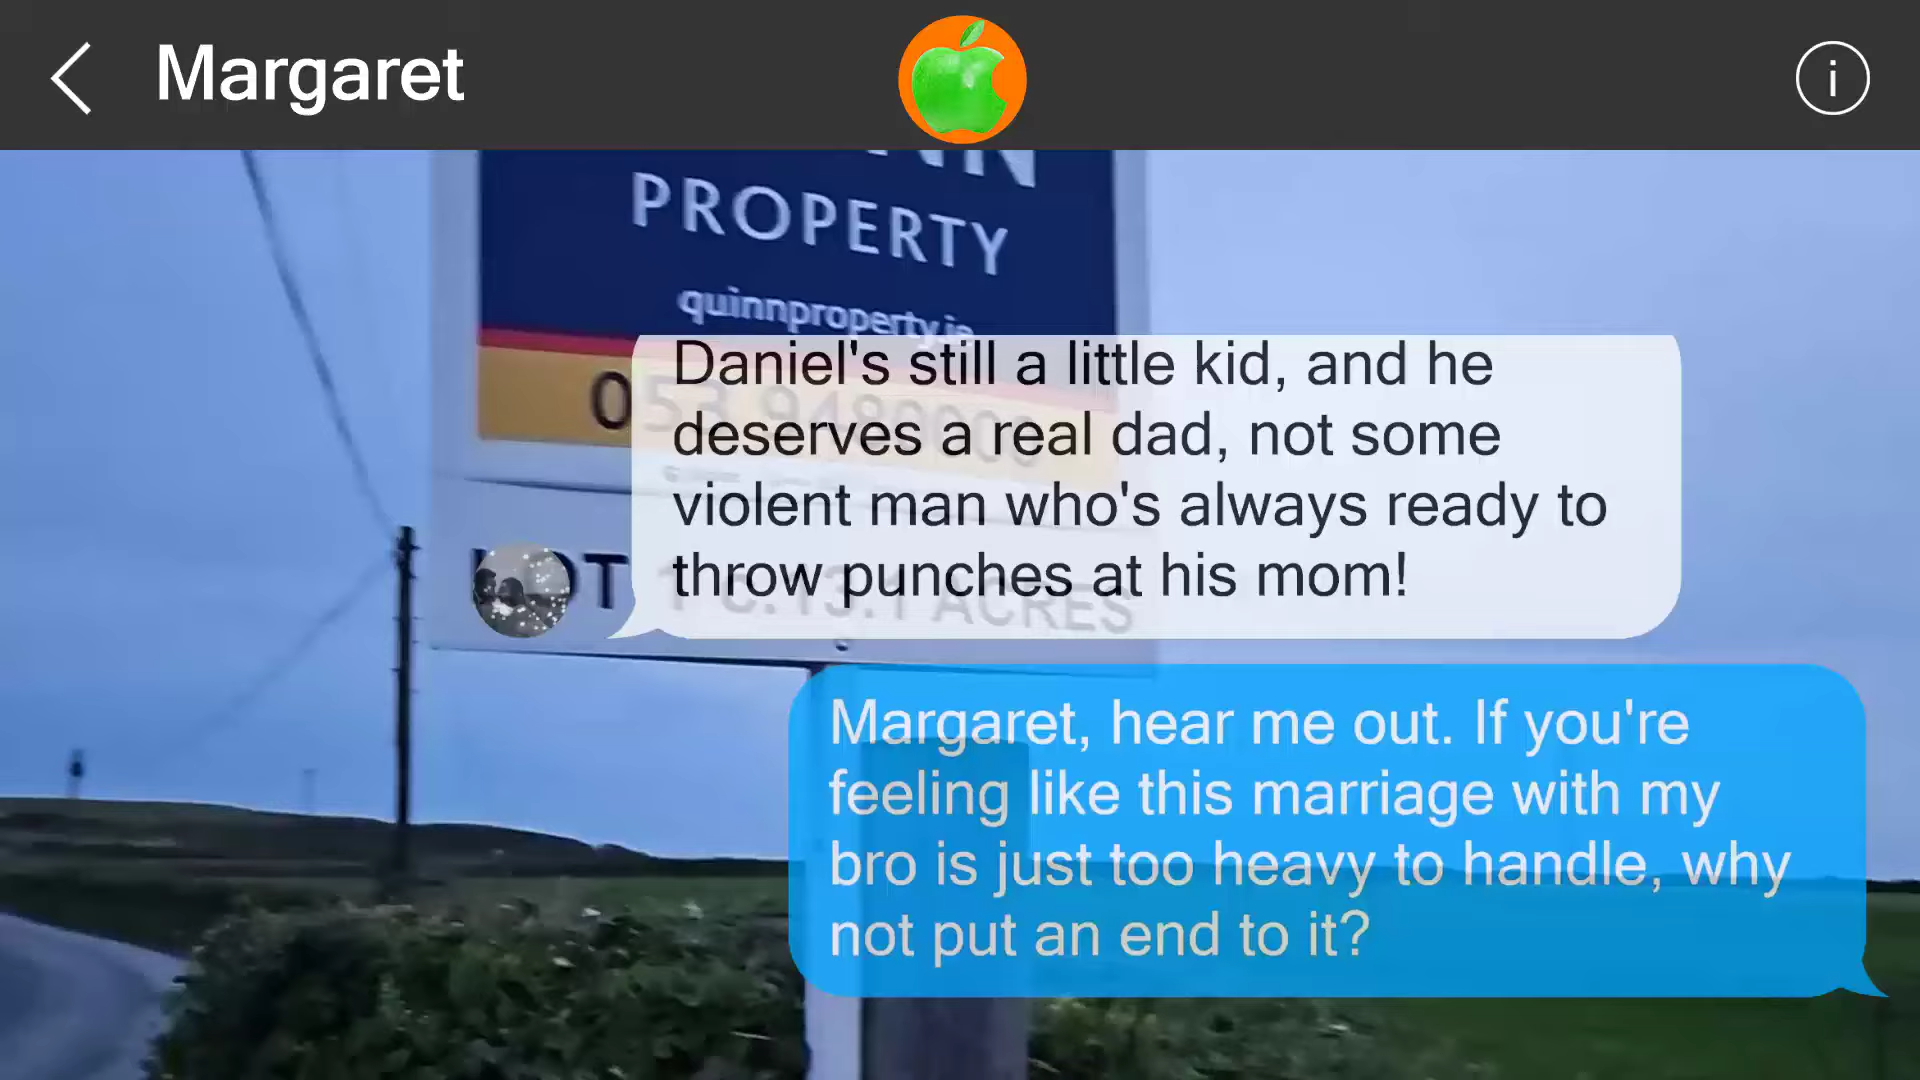 Margaret
i
PROPERTY
quinnproperty.ie
Daniel's still a little kid, and he
deserves a real dad, not some
violent man who's always ready to
throw punches at his mom!
ACRES
Margaret, hear me out. If you're
feeling like this marriage with my
bro is just too heavy to handle, why
not put an end to it?